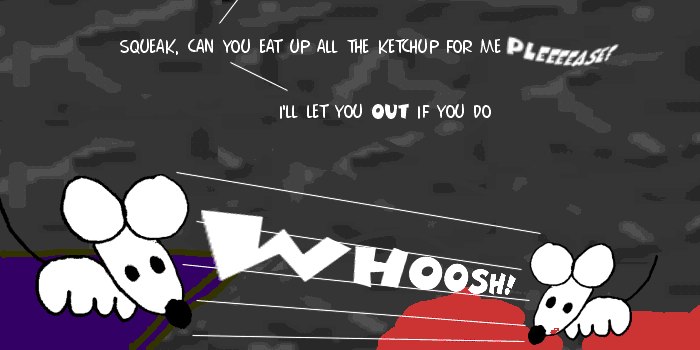 SQUEAK, CAN YOU EAT UP ALL THE KETCHUP FOR ME PLEEEEASE?
I'LL LET YOU OUT IF YOU DO
WHOOSH!